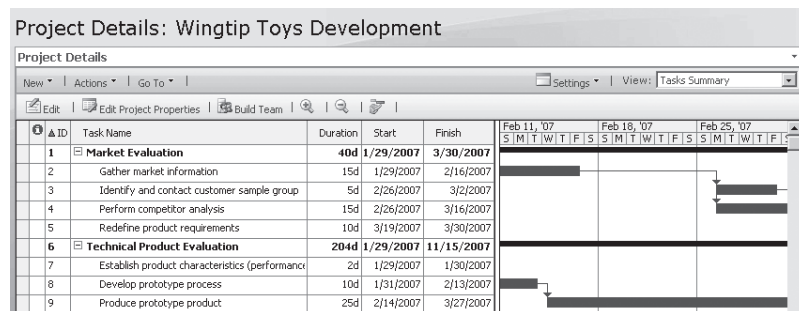 Project Details: Wingtip Toys Development
Project Details
New | Actions | Go To | Settings | View: Tasks Summary
Edit | Edit Project Properties | Build Team | | |
ID Task Name Duration Start Finish Feb 11, '07 Feb 18, '07 Feb 25, '07
S M T W T F S S M T W T F S S M T W T F S
1 Market Evaluation 40d 1/29/2007 3/30/2007
2 Gather market information 15d 1/29/2007 2/16/2007
3 Identify and contact customer sample group 5d 2/26/2007 3/2/2007
4 Perform competitor analysis 15d 2/26/2007 3/16/2007
5 Redefine product requirements 10d 3/19/2007 3/30/2007
6 Technical Product Evaluation 204d 1/29/2007 11/15/2007
7 Establish product characteristics (performance 2d 1/29/2007 1/30/2007
8 Develop prototype process 10d 1/31/2007 2/13/2007
9 Produce prototype product 25d 2/14/2007 3/27/2007